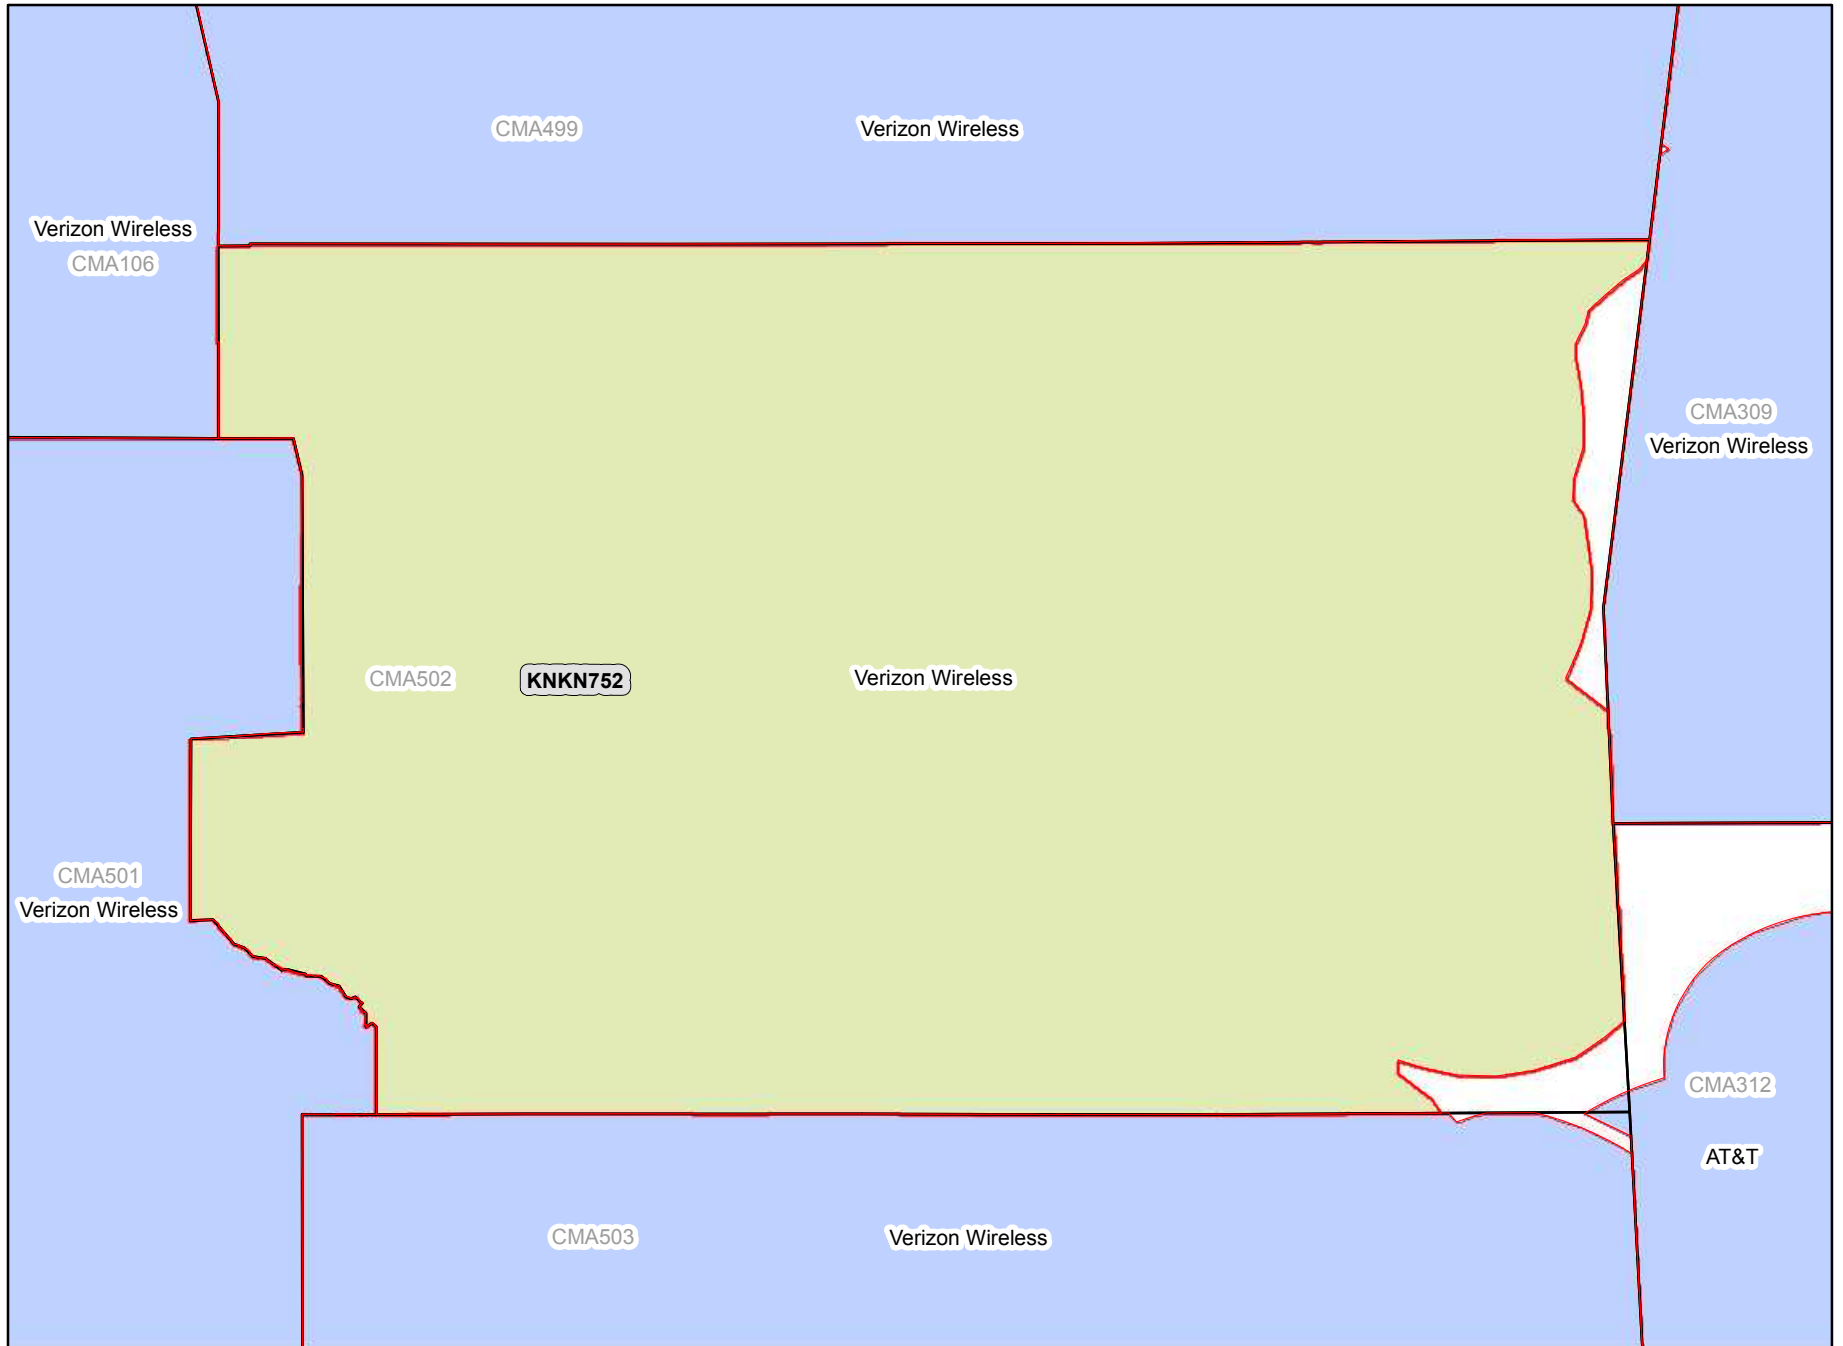 CMA499
Verizon Wireless
Verizon Wireless
CMA106
CMA309
Verizon Wireless
CMA502
KNKN752
Verizon Wireless
CMA501
Verizon Wireless
CMA312
AT&T
CMA503
Verizon Wireless